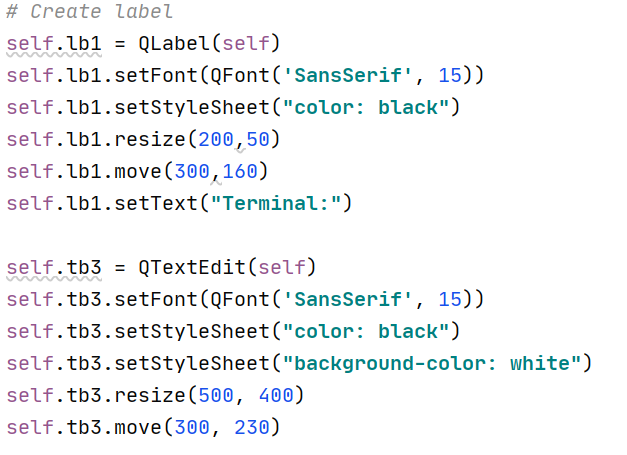 # Create label
self.lb1 = QLabel(self)
self.lb1.setFont(QFont('SansSerif', 15))
self.lb1.setStyleSheet("color: black")
self.lb1.resize(200,50)
self.lb1.move(300,160)
self.lb1.setText("Terminal:")

self.tb3 = QTextEdit(self)
self.tb3.setFont(QFont('SansSerif', 15))
self.tb3.setStyleSheet("color: black")
self.tb3.setStyleSheet("background-color: white")
self.tb3.resize(500, 400)
self.tb3.move(300, 230)